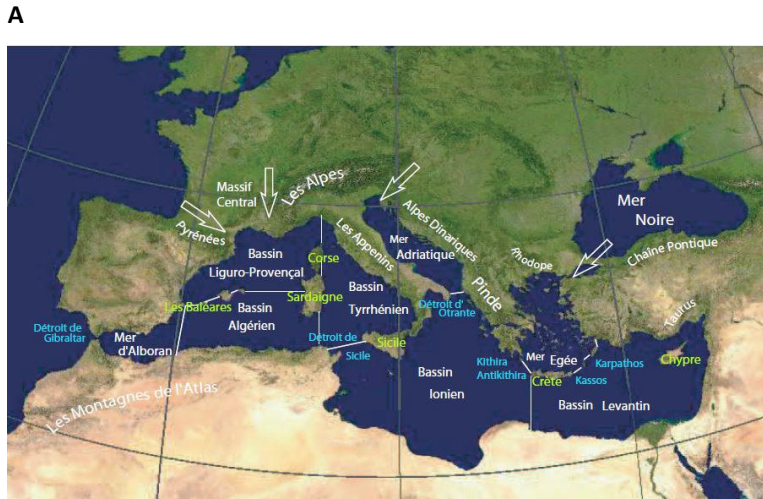 A
Massif
Central
Les Alpes
Pyrénées
Bassin
Liguro-Provençal
Corse
Les Appenins
Mer
Adriatique
Alpes Dinariques
Mer
Noire
Chaîne Pontique
Rhodope
Pinde
Les Baléares
Bassin
Algérien
Sardaigne
Bassin
Tyrrhénien
Détroit d'
Otrante
Taurus
Détroit de
Gibraltar
Mer
d'Alboran
Détroit de
Sicile
Sicile
Kithira
Antikithira
Mer Egée
Karpathos
Chypre
Crète
Kassos
Bassin
Ionien
Bassin Levantin
Les Montagnes de l'Atlas